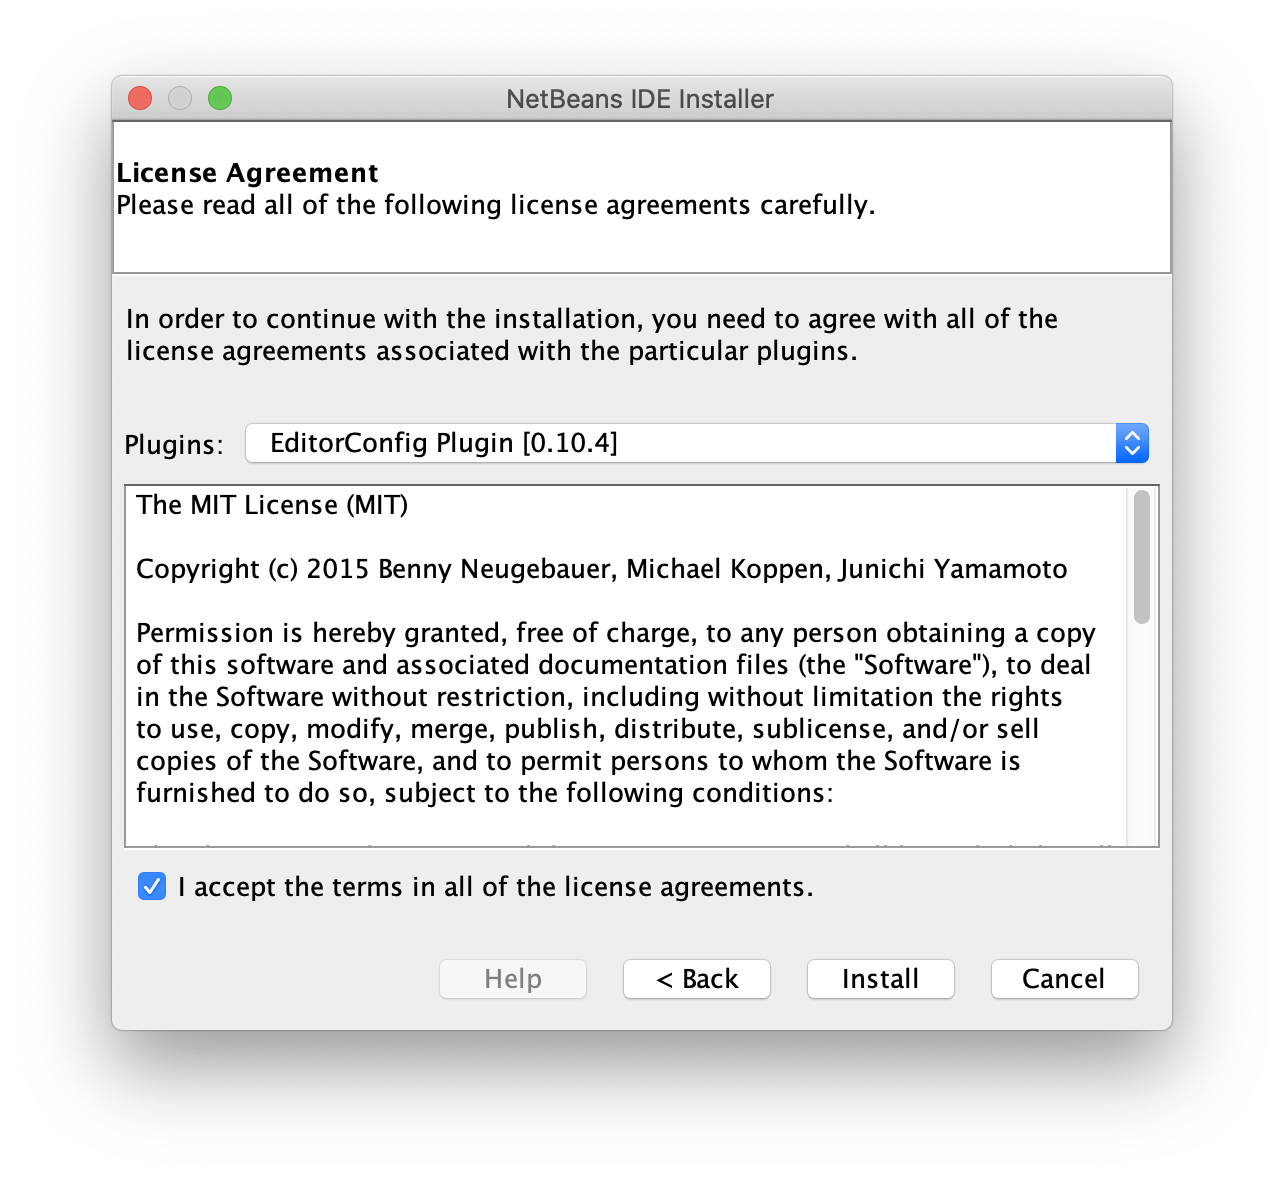 NetBeans IDE Installer
License Agreement
Please read all of the following license agreements carefully.
In order to continue with the installation, you need to agree with all of the
license agreements associated with the particular plugins.
Plugins:
EditorConfig Plugin [0.10.4]
The MIT License (MIT)
Copyright (c) 2015 Benny Neugebauer, Michael Koppen, Junichi Yamamoto
Permission is hereby granted, free of charge, to any person obtaining a copy
of this software and associated documentation files (the "Software"), to deal
in the Software without restriction, including without limitation the rights
to use, copy, modify, merge, publish, distribute, sublicense, and/or sell
copies of the Software, and to permit persons to whom the Software is
furnished to do so, subject to the following conditions:
I accept the terms in all of the license agreements.
Help
< Back
Install
Cancel